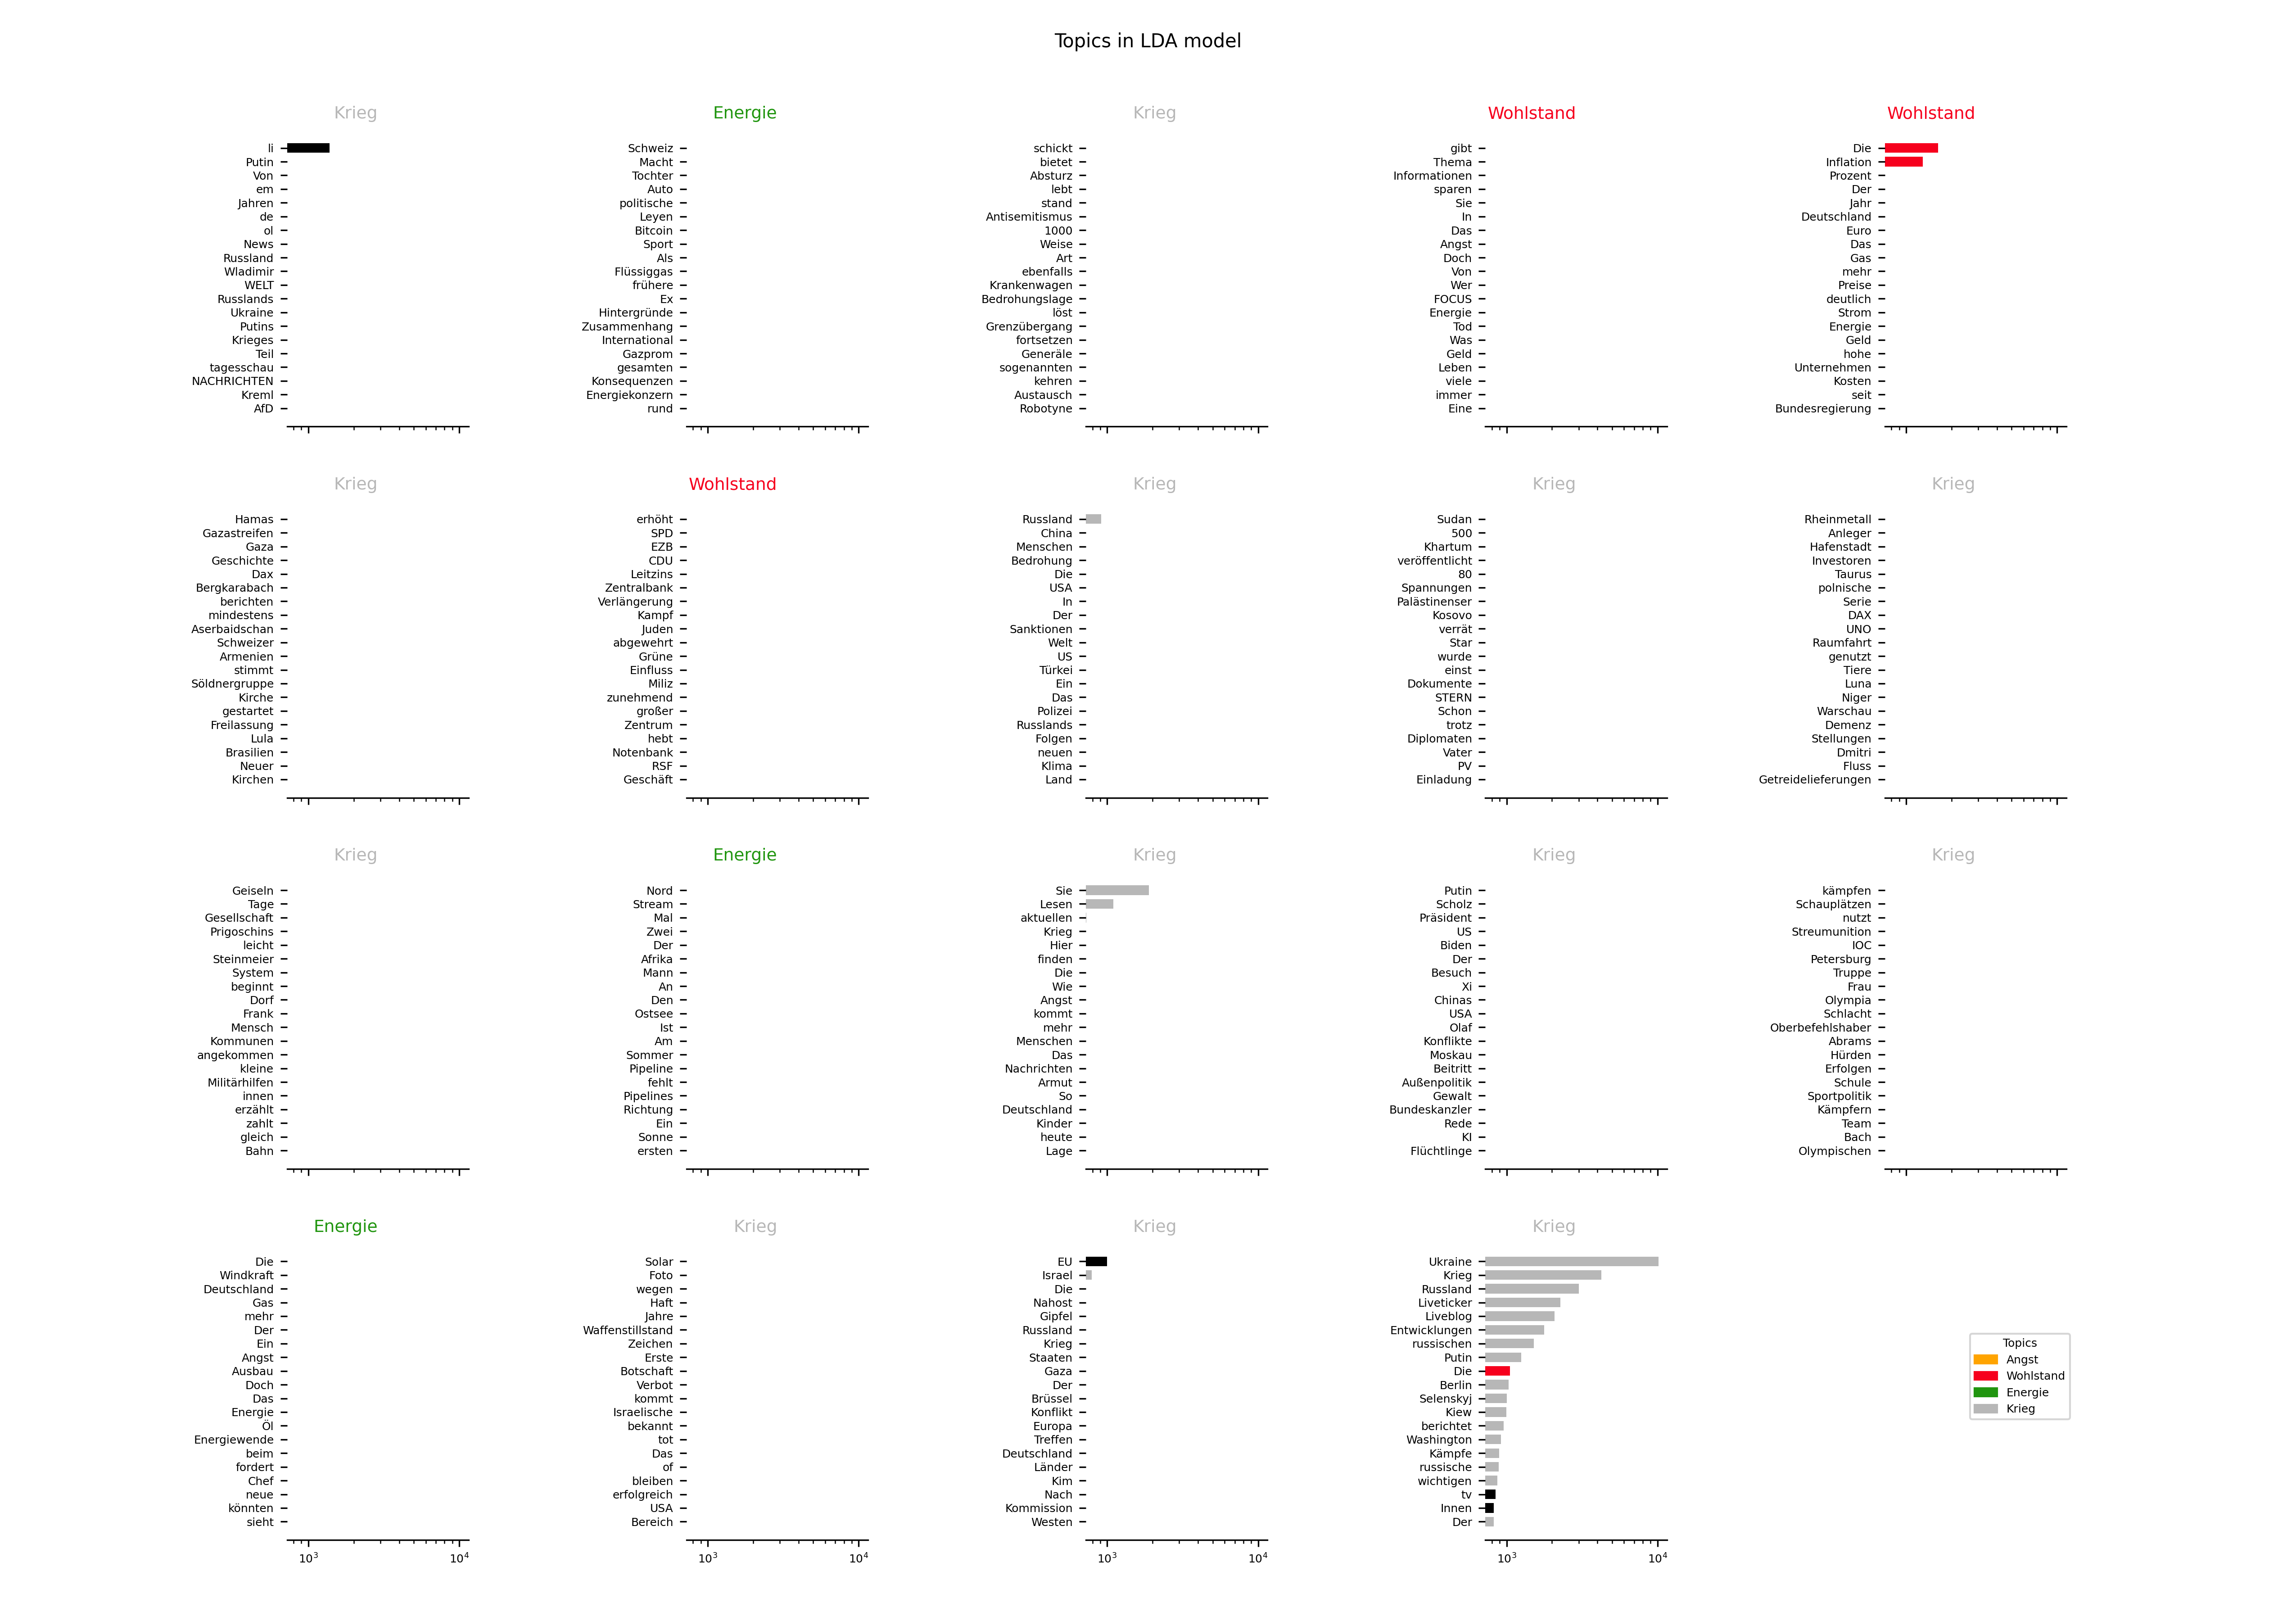 Topics in LDA model
Krieg
li
Putin
Von
em
Jahren
de
ol
News
Russland
Wladimir
WELT
Russlands
Ukraine
Putins
Krieges
Teil
tagesschau
NACHRICHTEN
Kreml
AfD
Energie
Schweiz
Macht
Tochter
Auto
politische
Leyen
Bitcoin
Sport
Als
Flüssiggas
frühere
Ex
Hintergründe
Zusammenhang
International
Gazprom
gesamten
Konsequenzen
Energiekonzern
rund
Krieg
schickt
bietet
Absturz
lebt
stand
Antisemitismus
1000
Weise
Art
ebenfalls
Krankenwagen
Bedrohungslage
löst
Grenzübergang
fortsetzen
Generäle
sogenannten
kehren
Austausch
Robotyne
Wohlstand
gibt
Thema
Informationen
sparen
Sie
In
Das
Angst
Doch
Von
Wer
FOCUS
Energie
Tod
Was
Geld
Leben
viele
immer
Eine
Wohlstand
Die
Inflation
Prozent
Der
Jahr
Deutschland
Euro
Das
Gas
mehr
Preise
deutlich
Strom
Energie
Geld
hohe
Unternehmen
Kosten
seit
Bundesregierung
Krieg
Hamas
Gazastreifen
Gaza
Geschichte
Dax
Bergkarabach
berichten
mindestens
Aserbaidschan
Schweizer
Armenien
stimmt
Söldnergruppe
Kirche
gestartet
Freilassung
Lula
Brasilien
Neuer
Kirchen
Wohlstand
erhöht
SPD
EZB
CDU
Leitzins
Zentralbank
Verlängerung
Kampf
Juden
abgewehrt
Grüne
Einfluss
Miliz
zunehmend
großer
Zentrum
hebt
Notenbank
RSF
Geschäft
Krieg
Russland
China
Menschen
Bedrohung
Die
USA
In
Der
Sanktionen
Welt
US
Türkei
Ein
Das
Polizei
Russlands
Folgen
neuen
Klima
Land
Krieg
Sudan
500
Khartum
veröffentlicht
80
Spannungen
Palästinenser
Kosovo
verrät
Star
wurde
einst
Dokumente
STERN
Schon
trotz
Diplomaten
Vater
PV
Einladung
Krieg
Rheinmetall
Anleger
Hafenstadt
Investoren
Taurus
polnische
Serie
DAX
UNO
Raumfahrt
genutzt
Tiere
Luna
Niger
Warschau
Demenz
Stellungen
Dmitri
Fluss
Getreidelieferungen
Krieg
Geiseln
Tage
Gesellschaft
Prigoschins
leicht
Steinmeier
System
beginnt
Dorf
Frank
Mensch
Kommunen
angekommen
kleine
Militärhilfen
innen
erzählt
zahlt
gleich
Bahn
Energie
Nord
Stream
Mal
Zwei
Der
Afrika
Mann
An
Den
Ostsee
Ist
Am
Sommer
Pipeline
fehlt
Pipelines
Richtung
Ein
Sonne
ersten
Krieg
Sie
Lesen
aktuellen
Krieg
Hier
finden
Die
Wie
Angst
kommt
mehr
Menschen
Das
Nachrichten
Armut
So
Deutschland
Kinder
heute
Lage
Krieg
Putin
Scholz
Präsident
US
Biden
Der
Besuch
Xi
Chinas
USA
Olaf
Konflikte
Moskau
Beitritt
Außenpolitik
Gewalt
Bundeskanzler
Rede
KI
Flüchtlinge
Krieg
kämpfen
Schauplätzen
nutzt
Streumunition
IOC
Petersburg
Truppe
Frau
Olympia
Schlacht
Oberbefehlshaber
Abrams
Hürden
Erfolgen
Schule
Sportpolitik
Kämpfern
Team
Bach
Olympischen
Energie
Die
Windkraft
Deutschland
Gas
mehr
Der
Ein
Angst
Ausbau
Doch
Das
Energie
Öl
Energiewende
beim
fordert
Chef
neue
könnten
sieht
10³ 10⁴
Krieg
Solar
Foto
wegen
Haft
Jahre
Waffenstillstand
Zeichen
Erste
Botschaft
Verbot
kommt
Israelische
bekannt
tot
Das
of
bleiben
erfolgreich
USA
Bereich
10³ 10⁴
Krieg
EU
Israel
Die
Nahost
Gipfel
Russland
Krieg
Staaten
Gaza
Der
Brüssel
Konflikt
Europa
Treffen
Deutschland
Länder
Kim
Nach
Kommission
Westen
10³ 10⁴
Krieg
Ukraine
Krieg
Russland
Liveticker
Liveblog
Entwicklungen
russischen
Putin
Die
Berlin
Selenskyj
Kiew
berichtet
Washington
Kämpfe
russische
wichtigen
tv
Innen
Der
10³ 10⁴
Topics
Angst
Wohlstand
Energie
Krieg